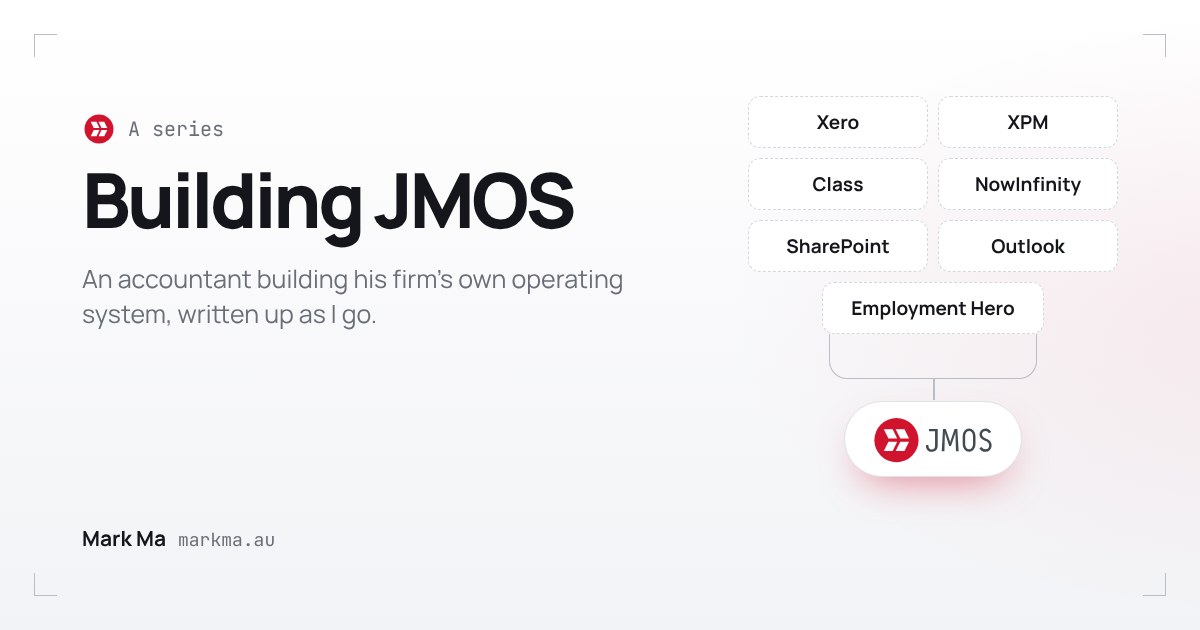 A series
Building JMOS
An accountant building his firm's own operating
system, written up as I go.
Mark Ma markma.au
Xero
XPM
Class
NowInfinity
SharePoint
Outlook
Employment Hero
JMOS